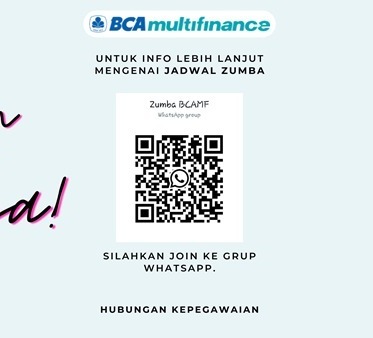 BCA multifinance
UNTUK INFO LEBIH LANJUT
MENGENAI JADWAL ZUMBA
Zumba BCAMF
WhatsApp group
SILAHKAN JOIN KE GRUP
WHATSAPP.
HUBUNGAN KEPEGAWAIAN